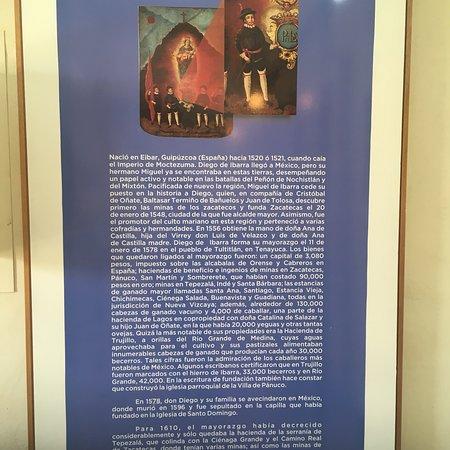 Nació en Eibar, Guipúzcoa (España) hacia 1520 ó 1521, cuando caía
el Imperio de Moctezuma. Diego de Ibarra llegó a México, pero su
hermano Miguel ya se encontraba en estas tierras, desempeñando
un papel activo y notable en las batallas del Peñón de Nochistlán y
del Mixtón. Pacificada de nuevo la región, Miguel de Ibarra cede su
puesto en la historia a Diego, quien, en compañía de Cristóbal
de Oñate, Baltasar Termiño de Bañuelos y Juan de Tolosa, descubre
primero las minas de los zacatecos y funda Zacatecas el 20
de enero de 1548, ciudad de la que fue alcalde mayor. Asimismo, fue
el promotor del culto mariano en esta región y perteneció a varias
cofradías y hermandades. En 1556 obtiene la mano de doña Ana de
Castilla, hija del Virrey don Luis de Velazco y de doña Ana
de Castilla madre. Diego de Ibarra forma su mayorazgo el 11 de
enero de 1578 en el pueblo de Tultitlán, en Tenayuca. Los bienes
que quedaron ligados al mayorazgo fueron: un capital de 3,080
pesos, impuesto sobre las alcabalas de Orense y Cabreros en
España; haciendas de beneficio e ingenios de minas en Zacatecas,
Pánuco, San Martín y Sombrerete, que habían costado 90,000
pesos en oro; minas en Tepezalá, Indé y Santa Bárbara; las estancias
de ganado mayor llamadas Santa Ana, Santiago, Estancia Vieja,
Chichimecas, Ciénega Salada, Buenavista y Guadiana, todas en la
jurisdicción de Nueva Vizcaya; además, alrededor de 130,000
cabezas de ganado vacuno y 4,000 de caballar, una parte de la
hacienda de Lagos en copropiedad con doña Catalina de Salazar y
su hijo Juan de Oñate, en la que había 20,000 yeguas y otras tantas
ovejas. Quizá la más notable de sus propiedades era la Hacienda de
Trujillo, a orillas del Río Grande de Medina, cuyas aguas
aprovechaba para el cultivo y sus pastizales alimentaban
innumerables cabezas de ganado que producían cada año 30,000
becerros. Tales cifras fueron la admiración de los caballeros más
notables de México. Algunos escribanos certificaron que en Trujillo
fueron marcados con el hierro de Ibarra, 33,000 becerros y en Río
Grande, 42,000. En la escritura de fundación también hace constar
que construyó la iglesia parroquial de la Villa de Pánuco.
En 1578, don Diego y su familia se avecindaron en México,
donde murió en 1596 y fue sepultado en la capilla que había
fundado en la Iglesia de Santo Domingo.
Para 1610, el mayorazgo había decrecido
considerablemente y sólo quedaba la hacienda de la serranía de
Tepezalá, que colinda con la Ciénaga Grande y el Camino Real
de Zacatecas, donde tenían varias minas; así como las minas de